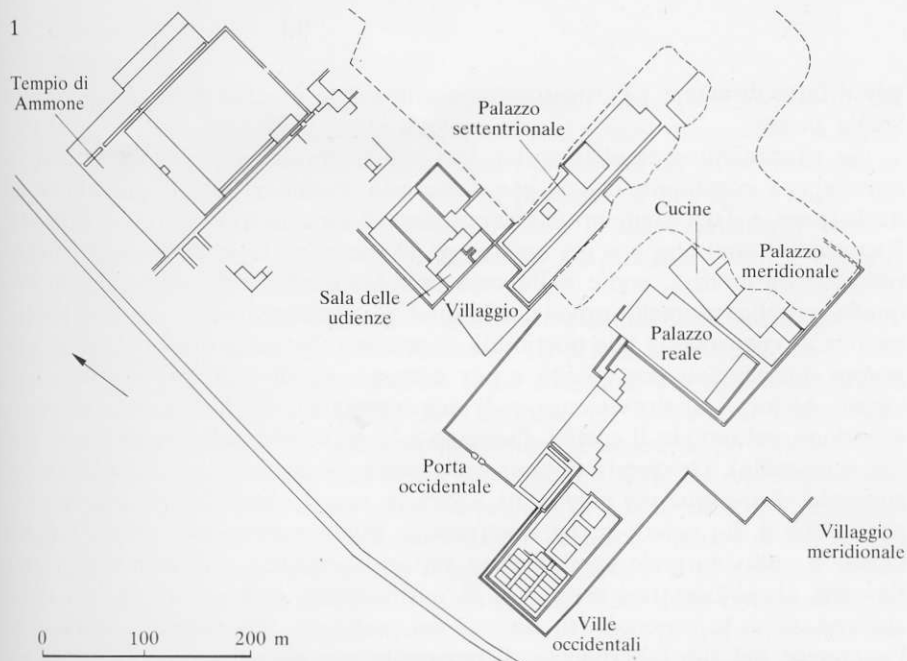 1
Tempio di
Ammone
Palazzo
settentrionale
Cucine
Palazzo
meridionale
Sala delle
udienze
Villaggio
Palazzo
reale
Porta
occidentale
Villaggio
meridionale
Ville
occidentali
0 100 200 m